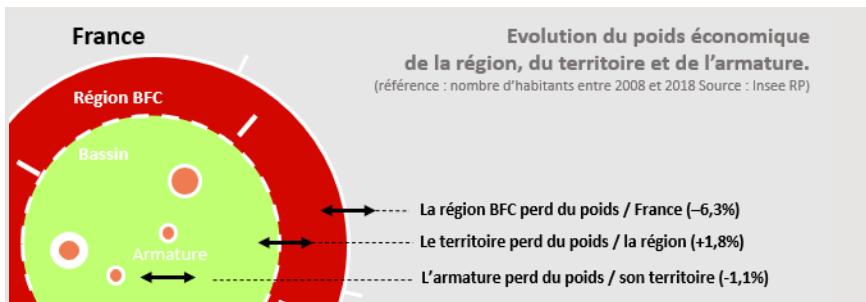 France
Evolution du poids économique
de la région, du territoire et de l'armature.
(référence : nombre d'habitants entre 2008 et 2018 Source : Insee RP)
Région BFC
Bassin
Armature
La région BFC perd du poids / France (–6,3%)
Le territoire perd du poids / la région (+1,8%)
L'armature perd du poids / son territoire (-1,1%)